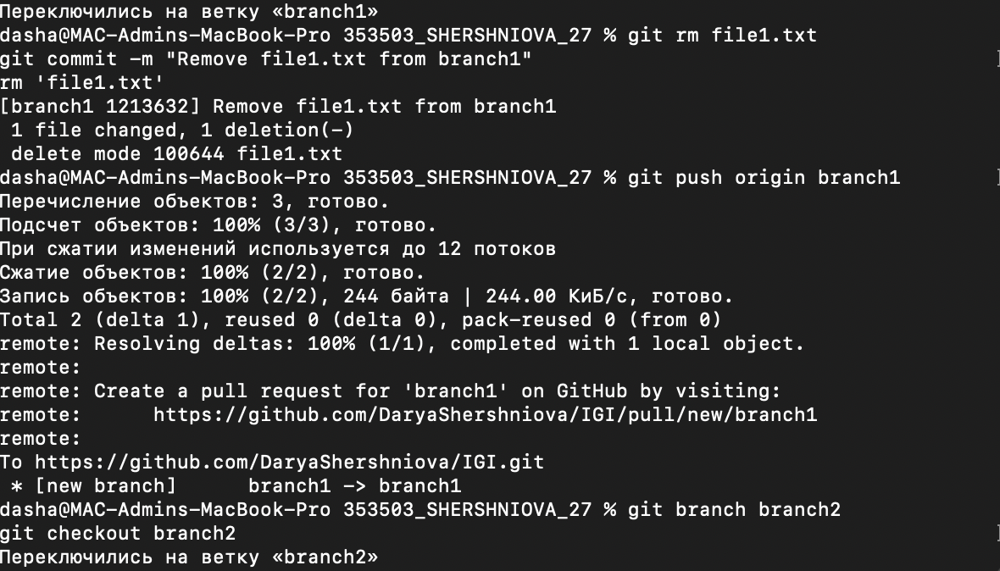 Переключились на ветку «branch1»
dasha@MAC-Admins-MacBook-Pro 353503_SHERSHNIOVA_27 % git rm file1.txt
git commit -m "Remove file1.txt from branch1"
rm 'file1.txt'
[branch1 1213632] Remove file1.txt from branch1
 1 file changed, 1 deletion(-)
 delete mode 100644 file1.txt
dasha@MAC-Admins-MacBook-Pro 353503_SHERSHNIOVA_27 % git push origin branch1
Перечисление объектов: 3, готово.
Подсчет объектов: 100% (3/3), готово.
При сжатии изменений используется до 12 потоков
Сжатие объектов: 100% (2/2), готово.
Запись объектов: 100% (2/2), 244 байта | 244.00 КиБ/с, готово.
Total 2 (delta 1), reused 0 (delta 0), pack-reused 0 (from 0)
remote: Resolving deltas: 100% (1/1), completed with 1 local object.
remote:
remote: Create a pull request for 'branch1' on GitHub by visiting:
remote:      https://github.com/DaryaShershniova/IGI/pull/new/branch1
remote:
To https://github.com/DaryaShershniova/IGI.git
 * [new branch]      branch1 -> branch1
dasha@MAC-Admins-MacBook-Pro 353503_SHERSHNIOVA_27 % git branch branch2
git checkout branch2
Переключились на ветку «branch2»